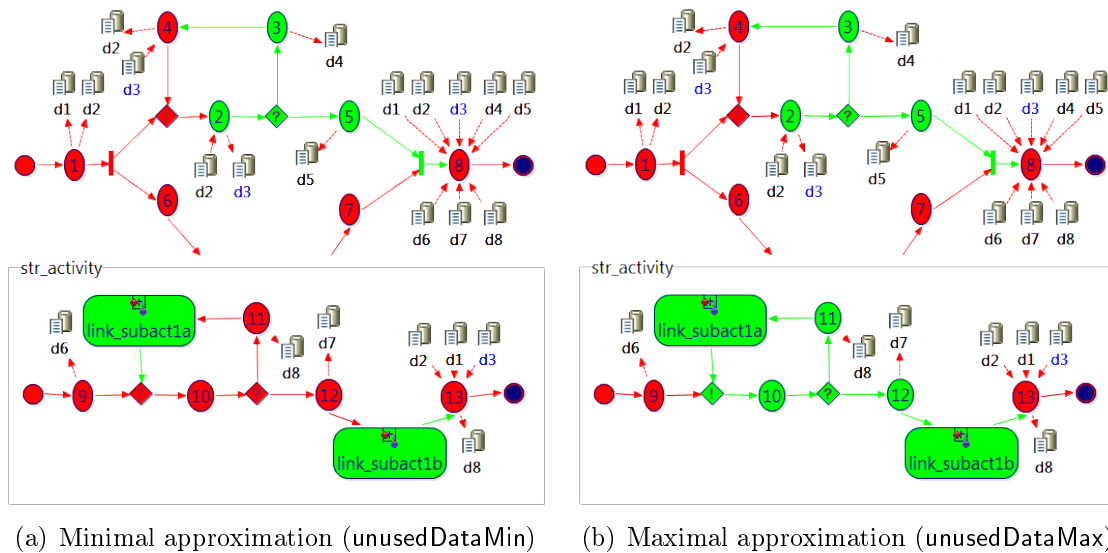 4 3 d2 d3 d4
d1 d2 d1 d2 d3 d4 d5
1 2 ? 5 8
d2 d3 d5
6 7 d6 d7 d8
str_activity
link_subact1a 11 d6 d7 d8 d2 d1 d3
9 10 12 13
link_subact1b d8
(a) Minimal approximation (unusedDataMin)
4 3 d2 d3 d4
d1 d2 d1 d2 d3 d4 d5
1 2 ? 5 8
d2 d3 d5
6 7 d6 d7 d8
str_activity
link_subact1a 11 d6 d7 d8 d2 d1 d3
9 ! 10 ? 12 13
link_subact1b d8
(b) Maximal approximation (unusedDataMax)